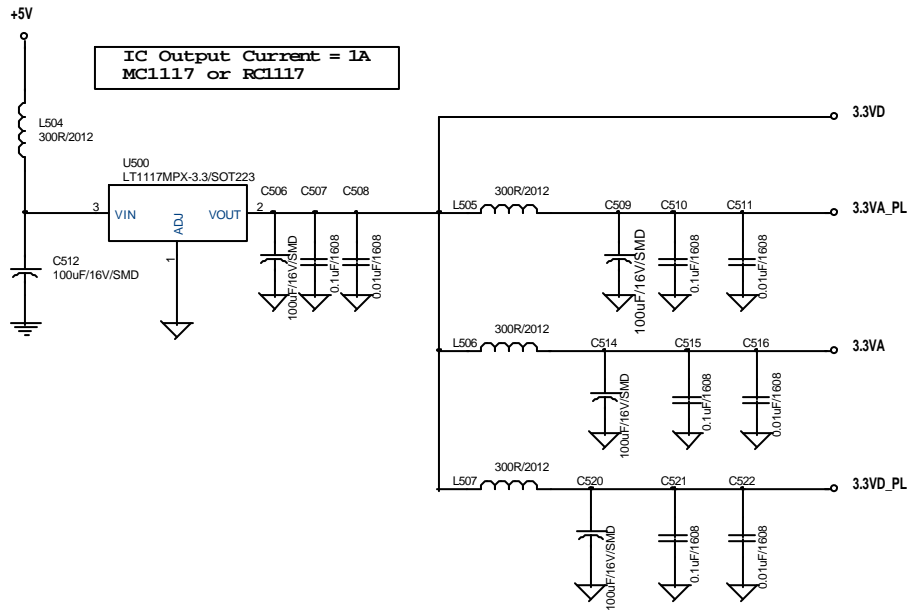 +5V
IC Output Current = 1A
MC1117 or RC1117
3.3VD
L504
300R/2012
U500
LT1117MPX-3.3/SOT223
C506
C507
C508
3
VIN
ADJ
VOUT
2
1
C512
100uF/16V/SMD
100uF/16V/SMD
0.1uF/1608
0.01uF/1608
L505
300R/2012
C509
C510
C511
3.3VA_PL
100uF/16V/SMD
0.1uF/1608
0.01uF/1608
L506
300R/2012
C514
C515
C516
3.3VA
100uF/16V/SMD
0.1uF/1608
0.01uF/1608
L507
300R/2012
C520
C521
C522
3.3VD_PL
100uF/16V/SMD
0.1uF/1608
0.01uF/1608